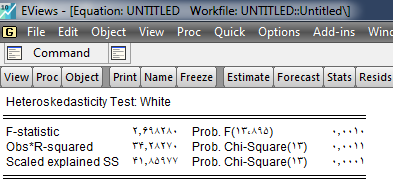 EViews - [Equation: UNTITLED Workfile: UNTITLED::Untitled\]
G File Edit Object View Proc Quick Options Add-ins
Command
View Proc Object Print Name Freeze Estimate Forecast Stats Resids
Heteroskedasticity Test: White
F-statistic ۲,۶۹۸۲۸۰ Prob. F(۱۳،۸۹۵) ۰,۰۰۱۰
Obs*R-squared ۳۴,۲۸۲۷۰ Prob. Chi-Square(۱۳) ۰,۰۰۱۱
Scaled explained SS ۴۱,۸۵۹۷۷ Prob. Chi-Square(۱۳) ۰,۰۰۰۱